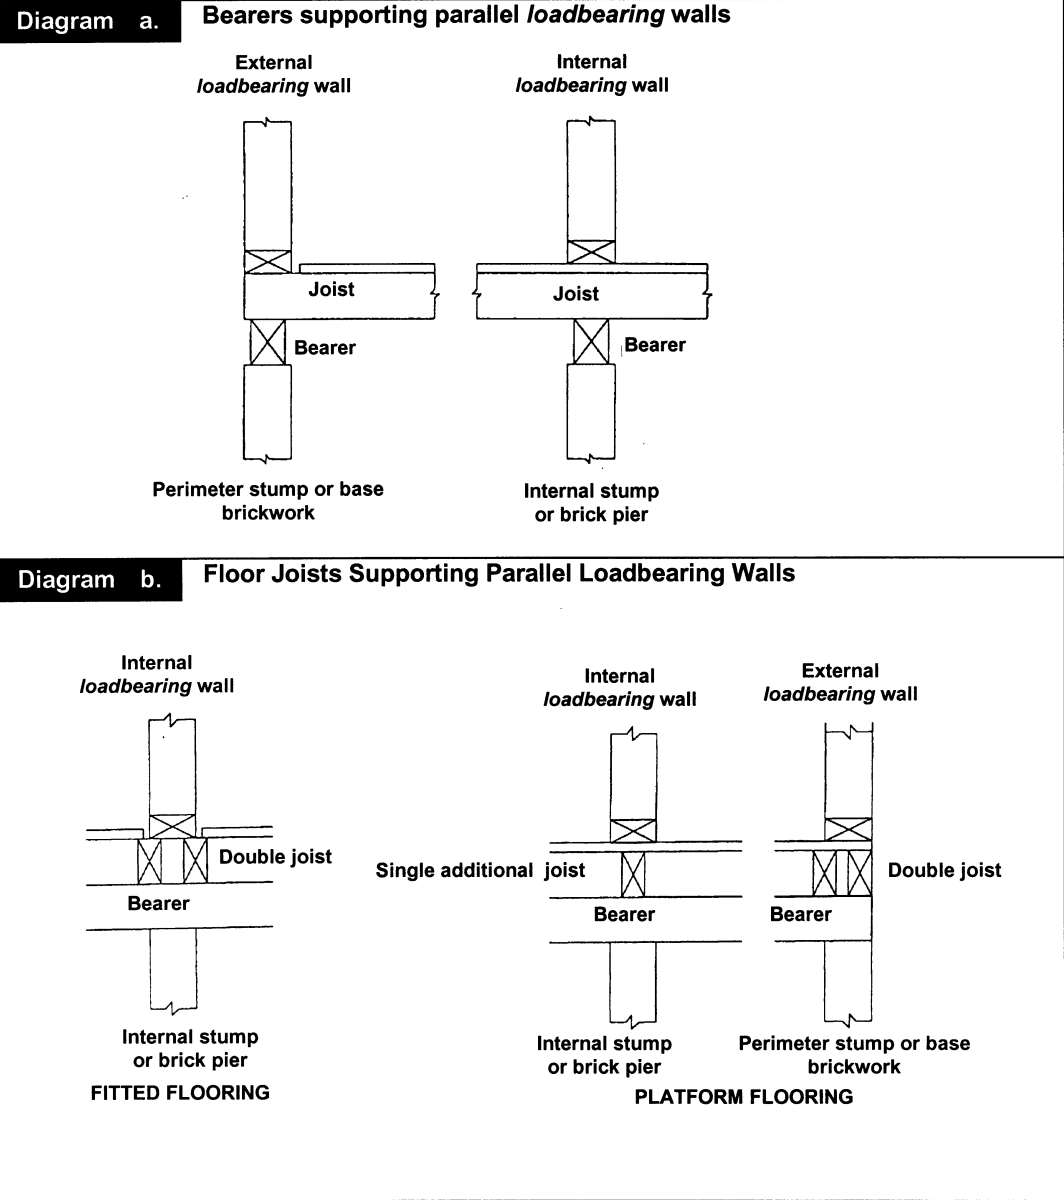 Diagram a.
Bearers supporting parallel loadbearing walls
External
loadbearing wall
Internal
loadbearing wall
Joist
Joist
Bearer
Bearer
Perimeter stump or base
brickwork
Internal stump
or brick pier
Diagram b.
Floor Joists Supporting Parallel Loadbearing Walls
Internal
loadbearing wall
Internal
loadbearing wall
External
loadbearing wall
Double joist
Single additional joist
Double joist
Bearer
Bearer
Bearer
Internal stump
or brick pier
Internal stump
or brick pier
Perimeter stump or base
brickwork
FITTED FLOORING
PLATFORM FLOORING